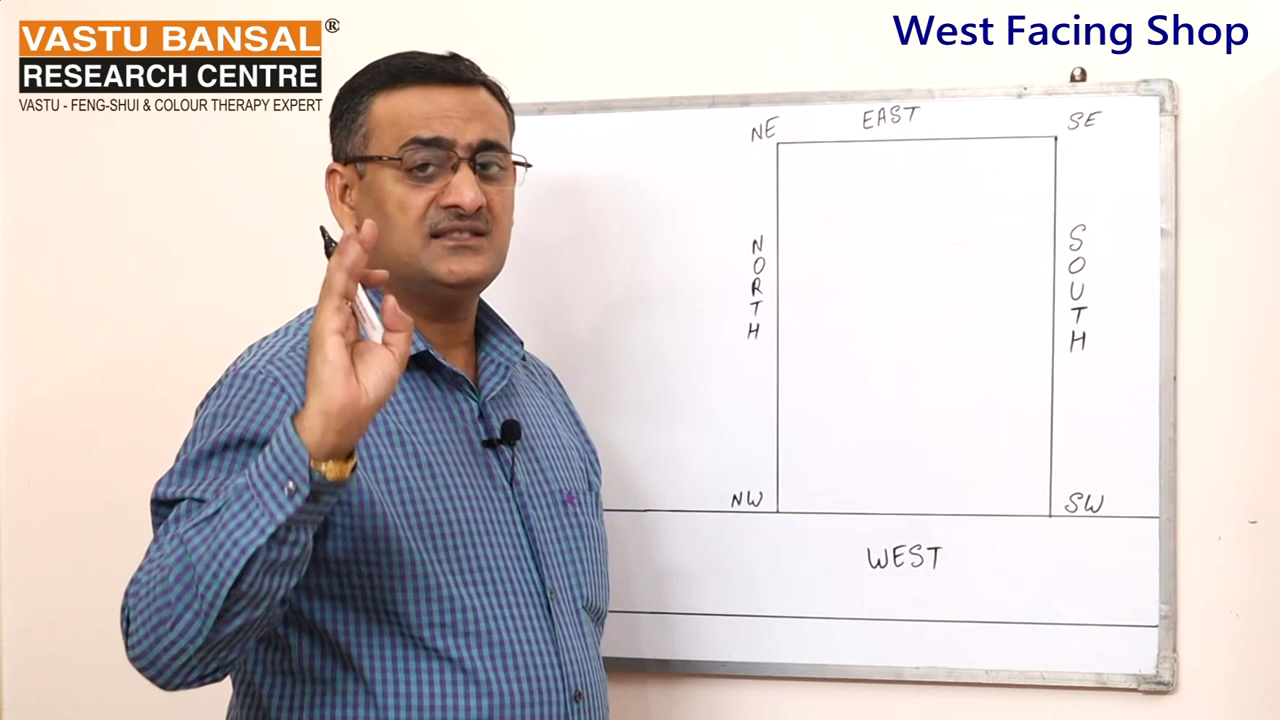 VASTU BANSAL®
RESEARCH CENTRE
VASTU - FENG-SHUI & COLOUR THERAPY EXPERT
West Facing Shop
NE EAST SE
NORTH
SOUTH
NW SW
WEST